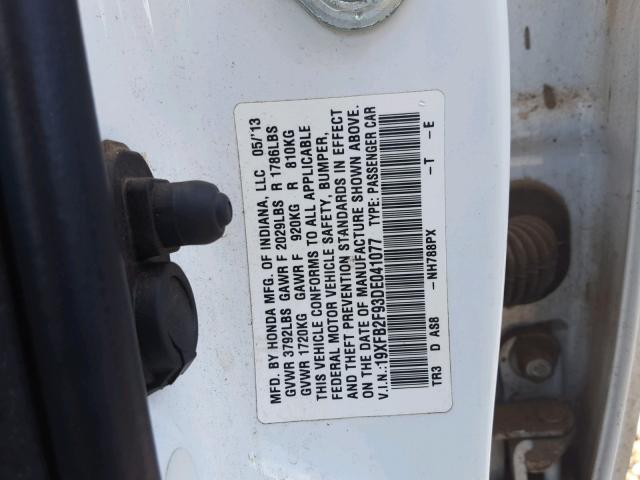 MFD. BY HONDA MFG. OF INDIANA, LLC 05/'13
GVWR 3792LBS GAWR F 2029LBS R 1786LBS
GVWR 1720KG GAWR F 920KG R 810KG
THIS VEHICLE CONFORMS TO ALL APPLICABLE
FEDERAL MOTOR VEHICLE SAFETY, BUMPER,
AND THEFT PREVENTION STANDARDS IN EFFECT
ON THE DATE OF MANUFACTURE SHOWN ABOVE.
V.I.N.:19XFB2F93DE041077 TYPE: PASSENGER CAR
TR3 D AS8 -NH788PX -T -E